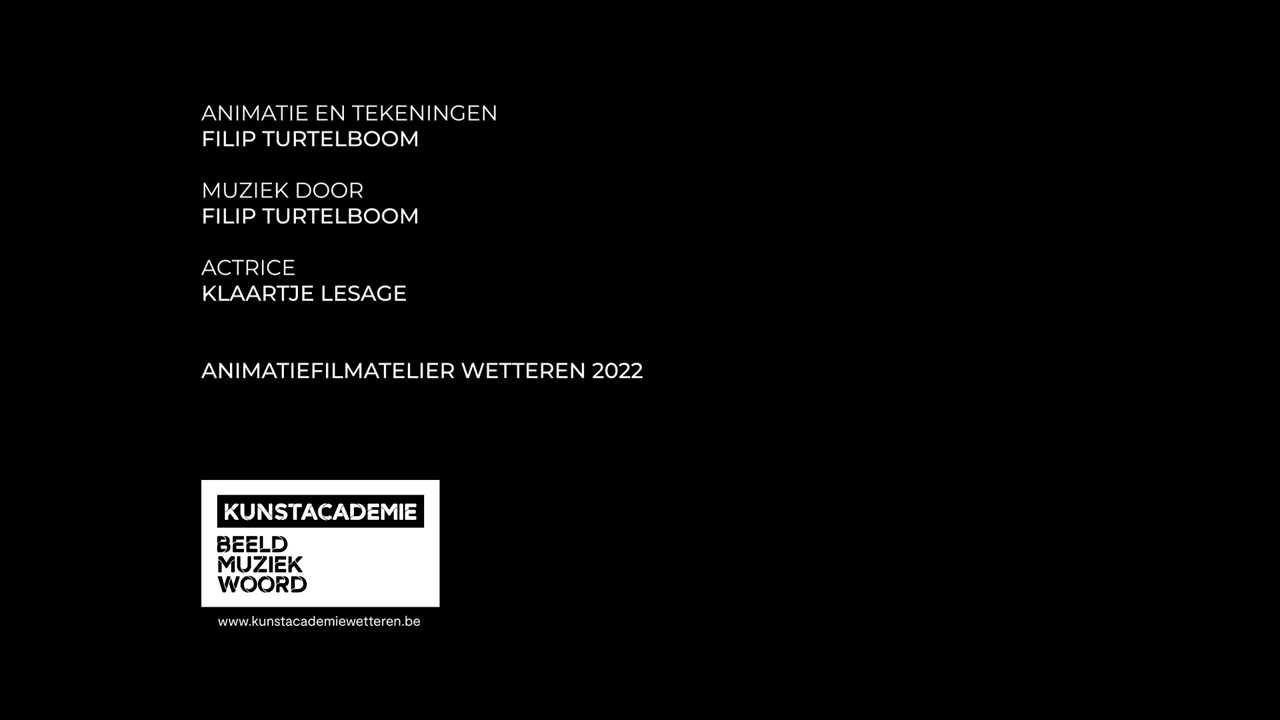 ANIMATIE EN TEKENINGEN
FILIP TURTELBOOM
MUZIEK DOOR
FILIP TURTELBOOM
ACTRICE
KLAARTJE LESAGE
ANIMATIEFILMATELIER WETTEREN 2022
KUNSTACADEMIE
BEELD
MUZIEK
WOORD
www.kunstacademiewetteren.be